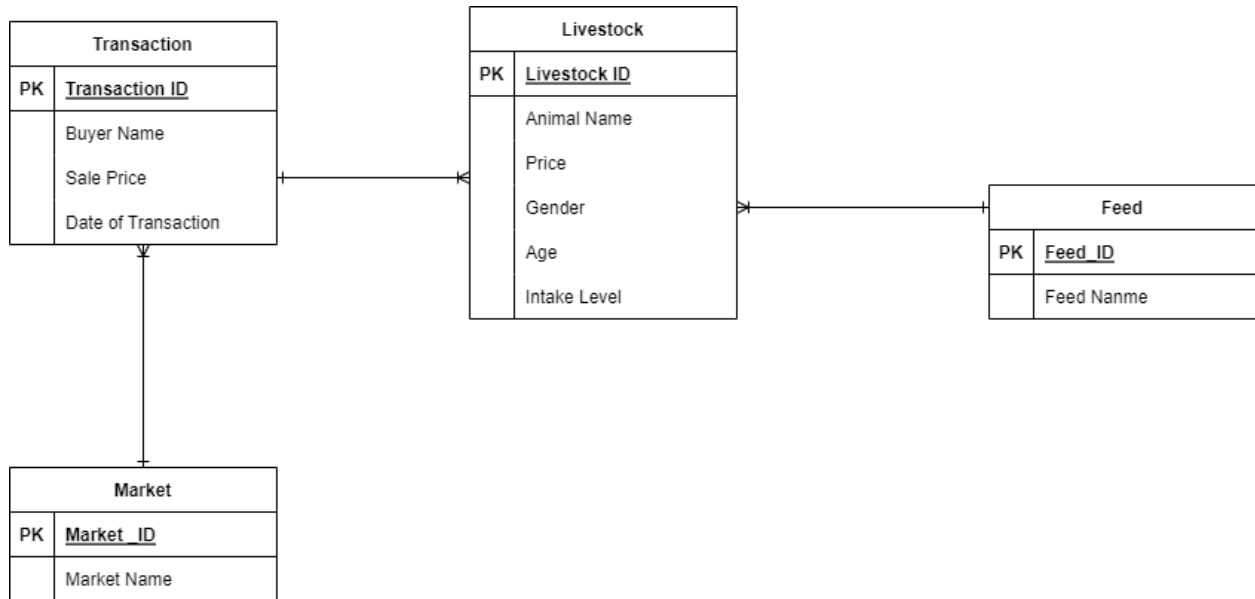 Transaction
PK Transaction ID
Buyer Name
Sale Price
Date of Transaction
Livestock
PK Livestock ID
Animal Name
Price
Gender
Age
Intake Level
Feed
PK Feed_ID
Feed Nanme
Market
PK Market _ID
Market Name